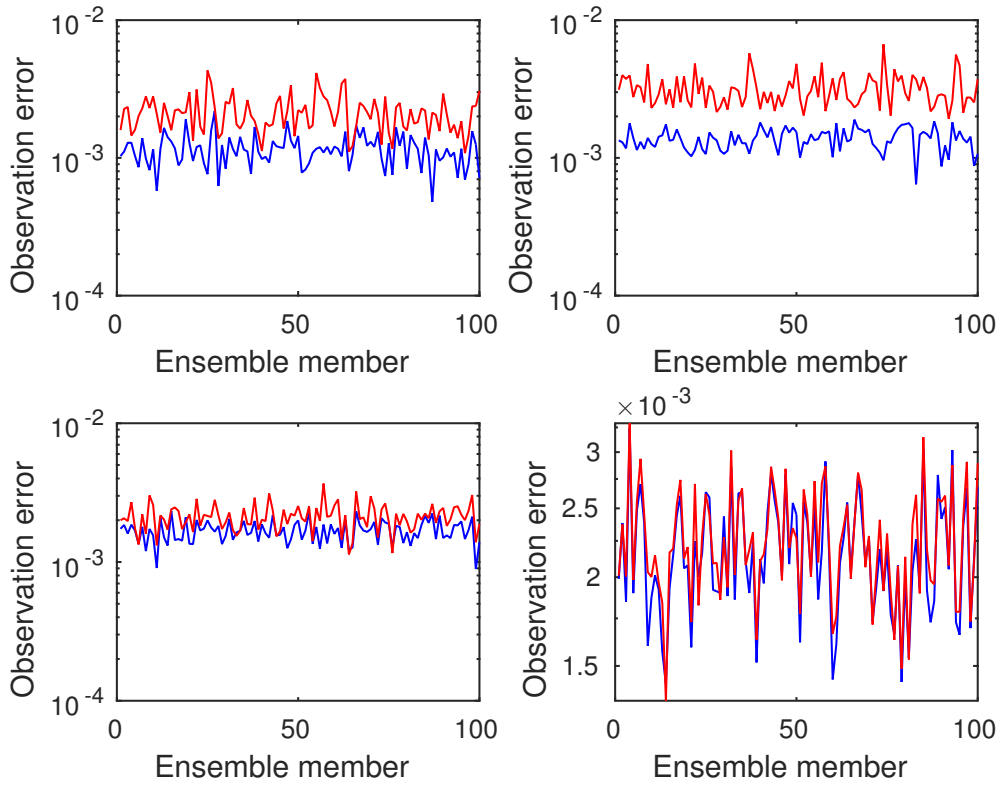 10^-2
10^-3
10^-4
Observation error
0 50 100
Ensemble member
10^-2
10^-3
10^-4
Observation error
0 50 100
Ensemble member
10^-2
10^-3
10^-4
Observation error
0 50 100
Ensemble member
×10^-3
3
2.5
2
1.5
Observation error
0 50 100
Ensemble member